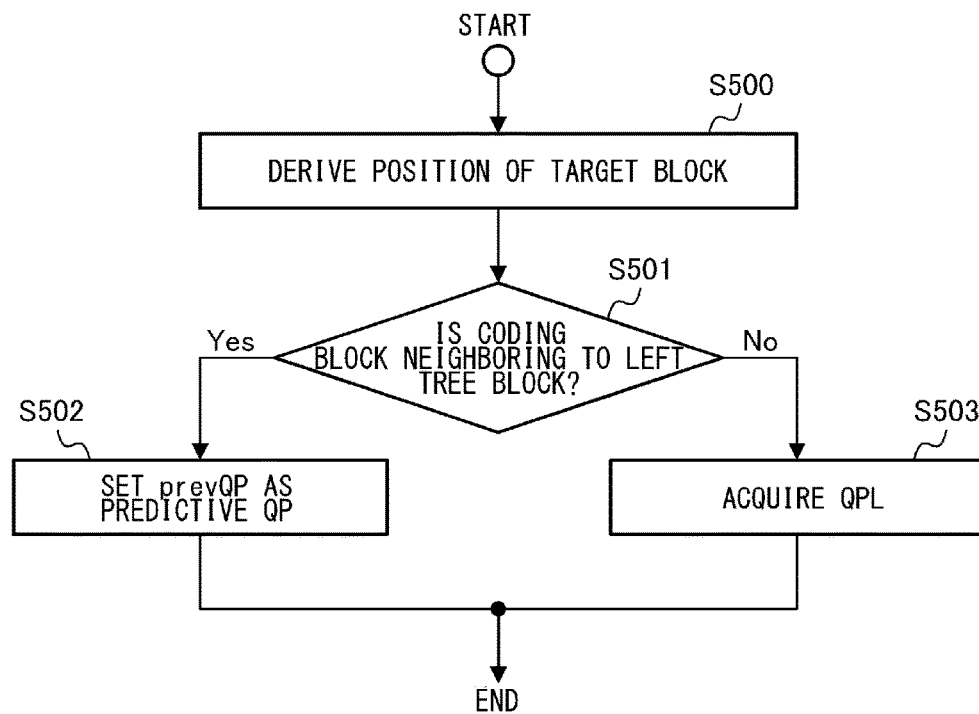 START
S500
DERIVE POSITION OF TARGET BLOCK
S501
IS CODING
BLOCK NEIGHBORING TO LEFT
TREE BLOCK?
Yes
No
S502
SET prevQP AS
PREDICTIVE QP
S503
ACQUIRE QPL
END